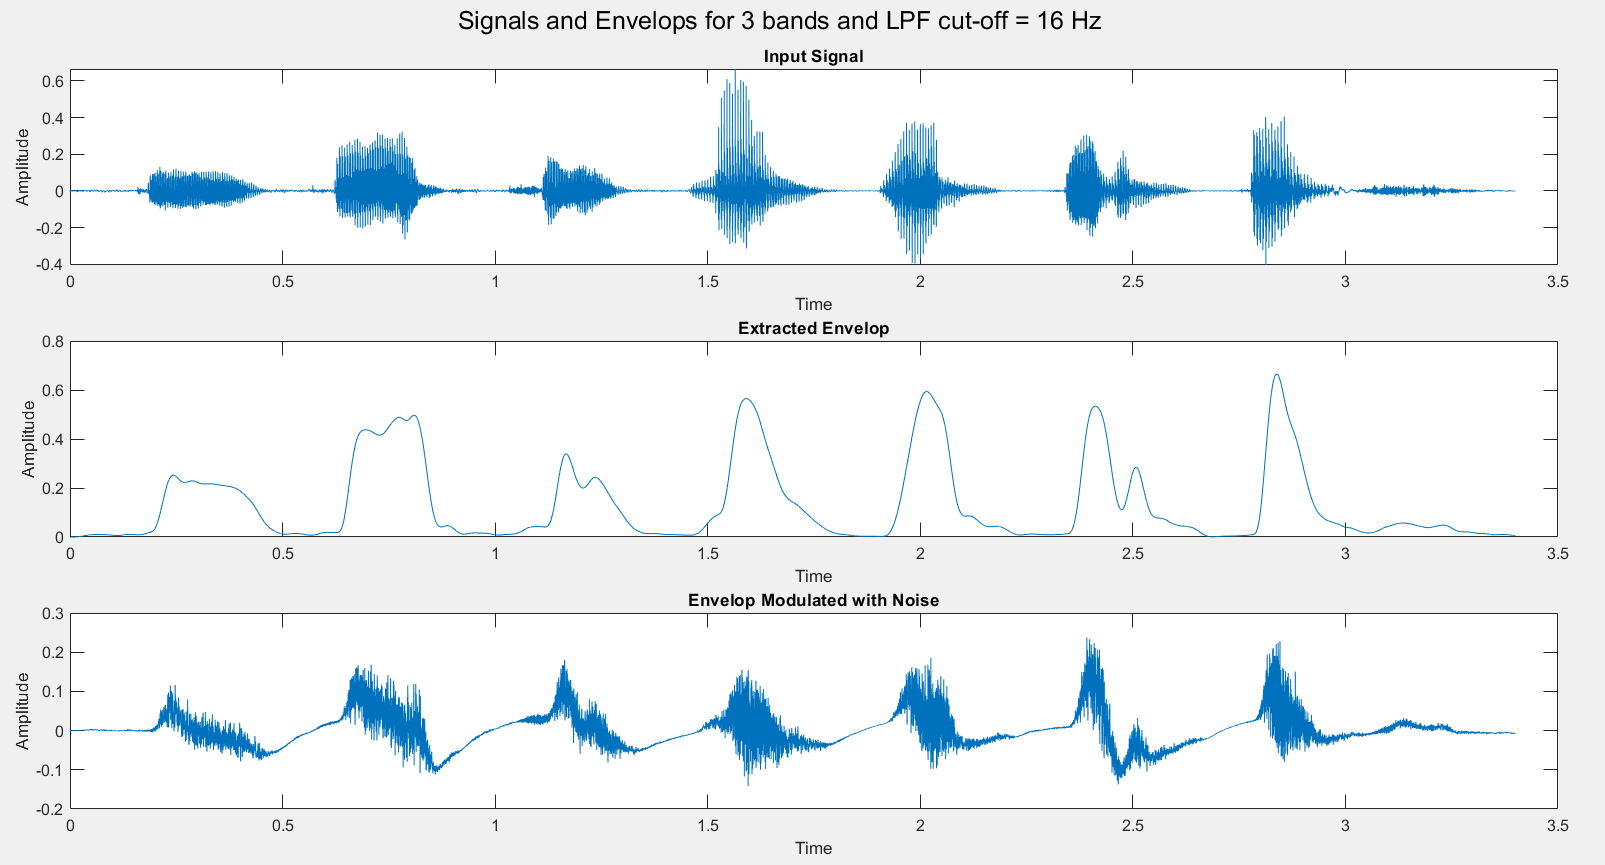 Signals and Envelops for 3 bands and LPF cut-off = 16 Hz
Input Signal
Amplitude
0.6
0.4
0.2
0
-0.2
-0.4
0 0.5 1 1.5 2 2.5 3 3.5
Time
Extracted Envelop
Amplitude
0.8
0.6
0.4
0.2
0
0 0.5 1 1.5 2 2.5 3 3.5
Time
Envelop Modulated with Noise
Amplitude
0.3
0.2
0.1
0
-0.1
-0.2
0 0.5 1 1.5 2 2.5 3 3.5
Time